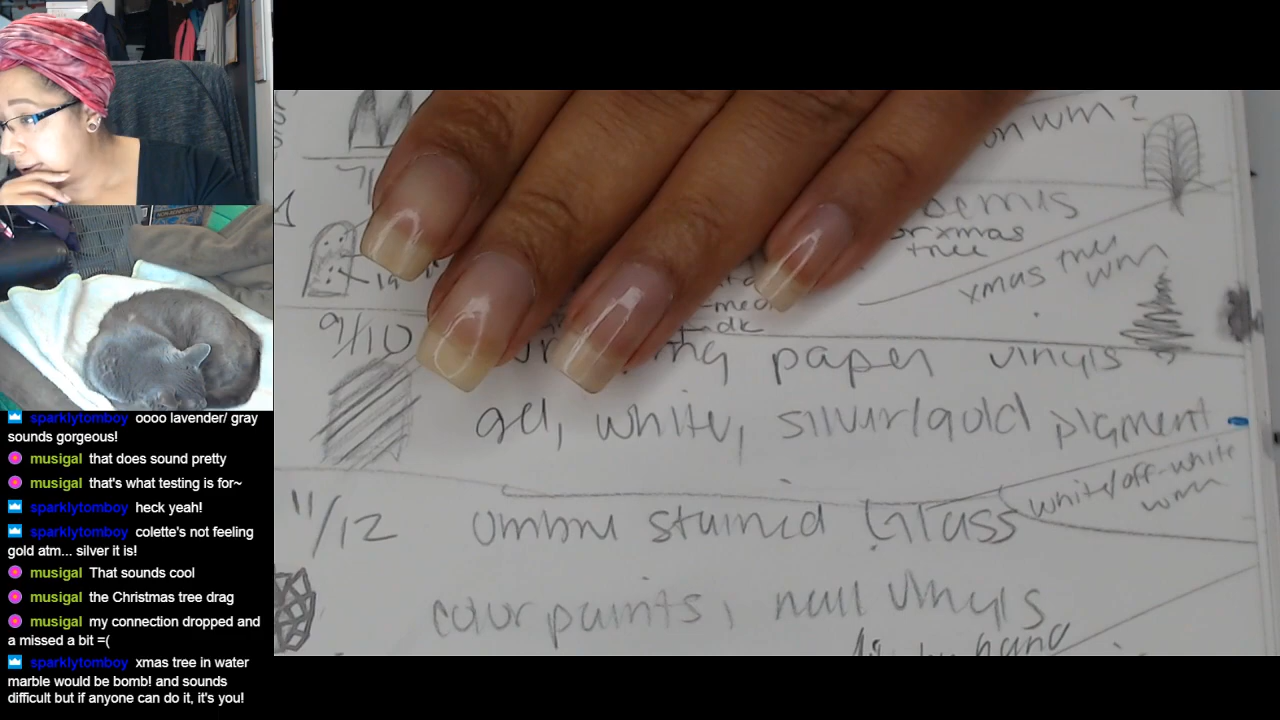 on wm?
xmas
tree
xmas tree
wm
dk
9/10
paper vinyls
gel, white, silver/gold pigment
white/off-white
wm
11/12 ombre stained Glass
color paints, nail vinyls
hand
sparklytomboy oooo lavender/ gray
sounds gorgeous!
musigal that does sound pretty
musigal that's what testing is for~
sparklytomboy heck yeah!
sparklytomboy colette's not feeling
gold atm... silver it is!
musigal That sounds cool
musigal the Christmas tree drag
musigal my connection dropped and
a missed a bit =(
sparklytomboy xmas tree in water
marble would be bomb! and sounds
difficult but if anyone can do it, it's you!